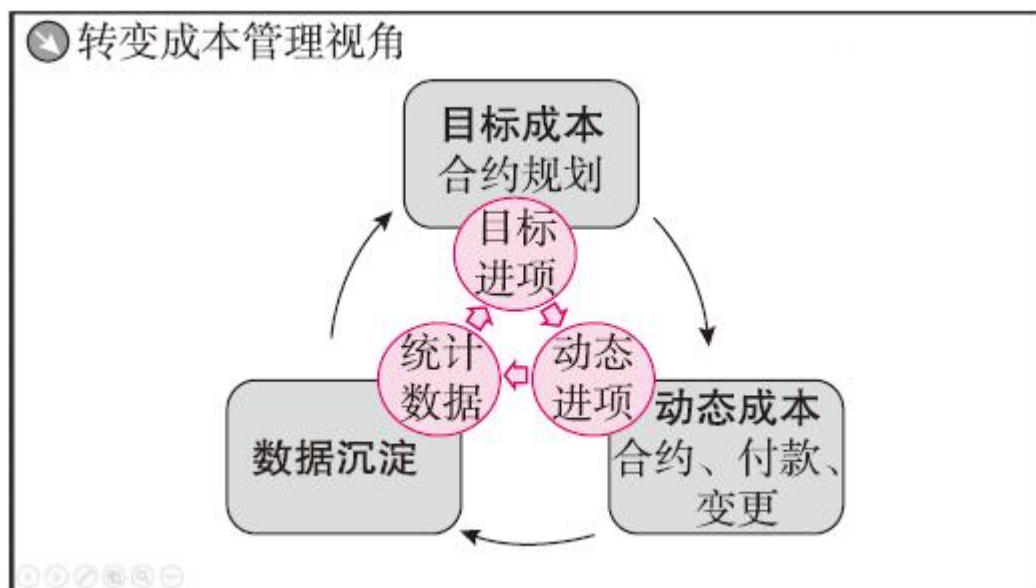 转变成本管理视角
目标成本
合约规划
目标
进项
统计
数据
动态
进项
数据沉淀
动态成本
合约、付款、
变更